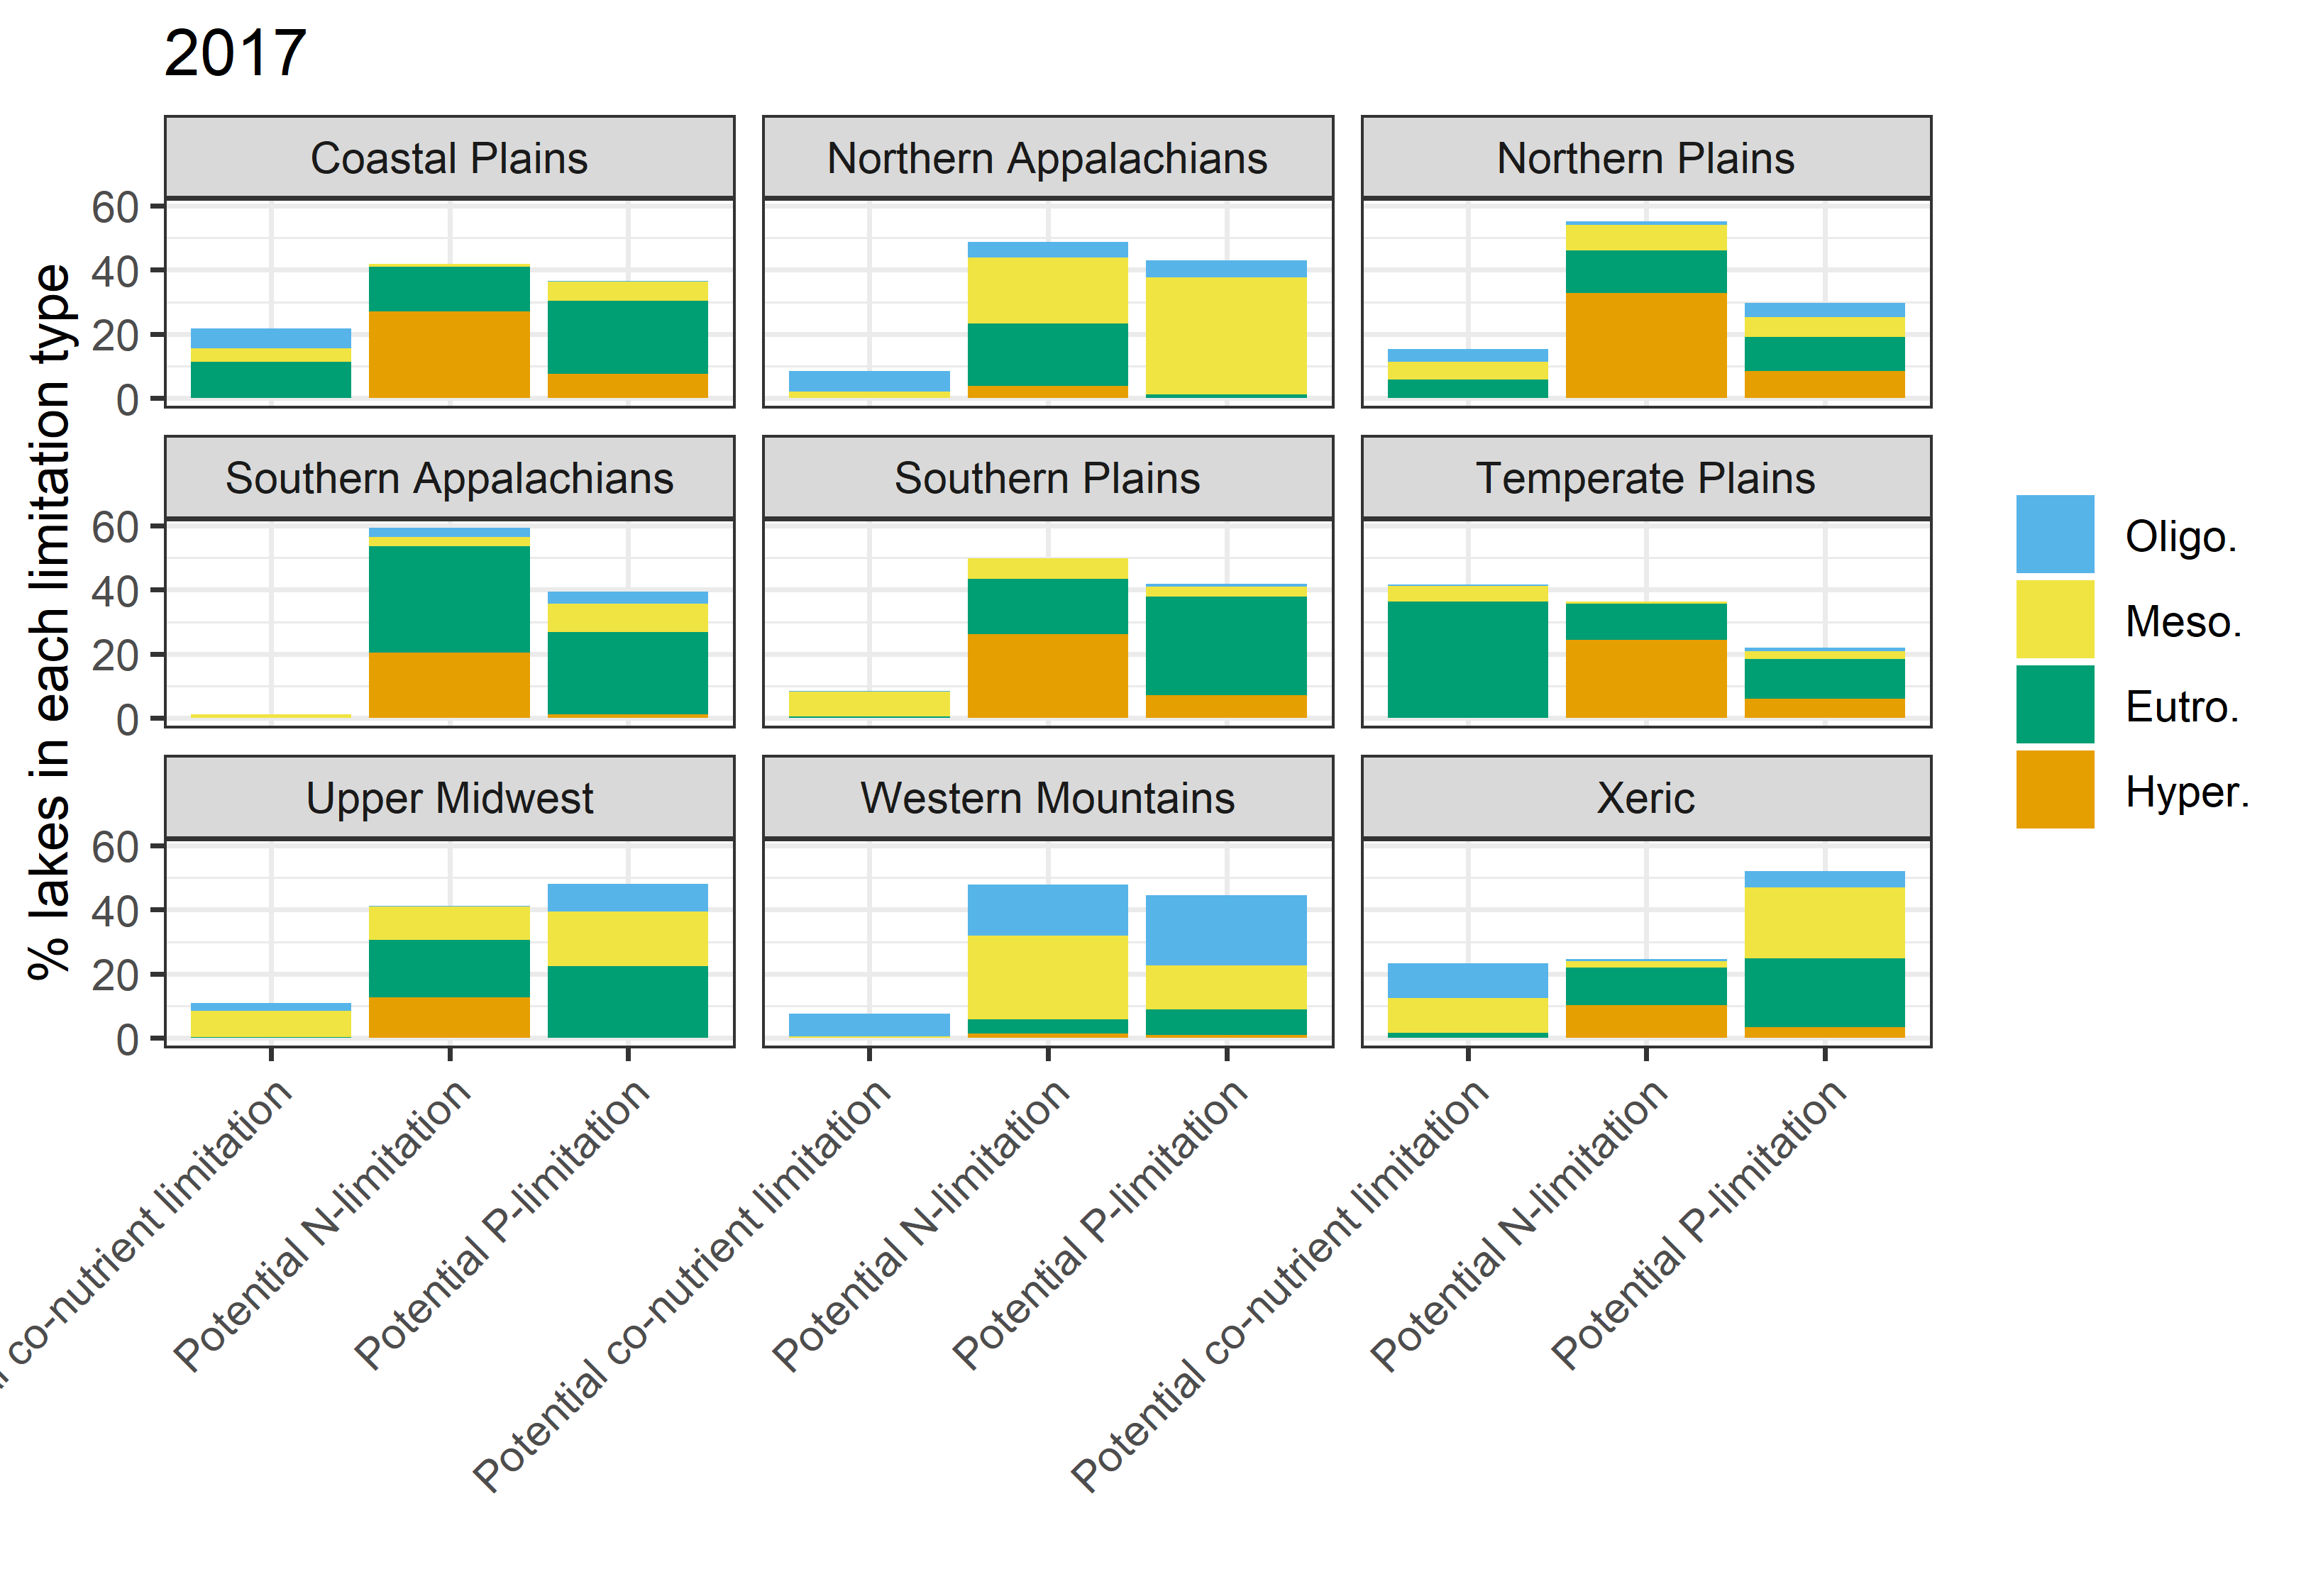 2017
Coastal Plains
Northern Appalachians
Northern Plains
60
40
20
0
Southern Appalachians
Southern Plains
Temperate Plains
60
40
20
0
Upper Midwest
Western Mountains
Xeric
60
40
20
0
% lakes in each limitation type
co-nutrient limitation
Potential N-limitation
Potential P-limitation
Potential co-nutrient limitation
Potential N-limitation
Potential P-limitation
Potential co-nutrient limitation
Potential N-limitation
Potential P-limitation
Oligo.
Meso.
Eutro.
Hyper.